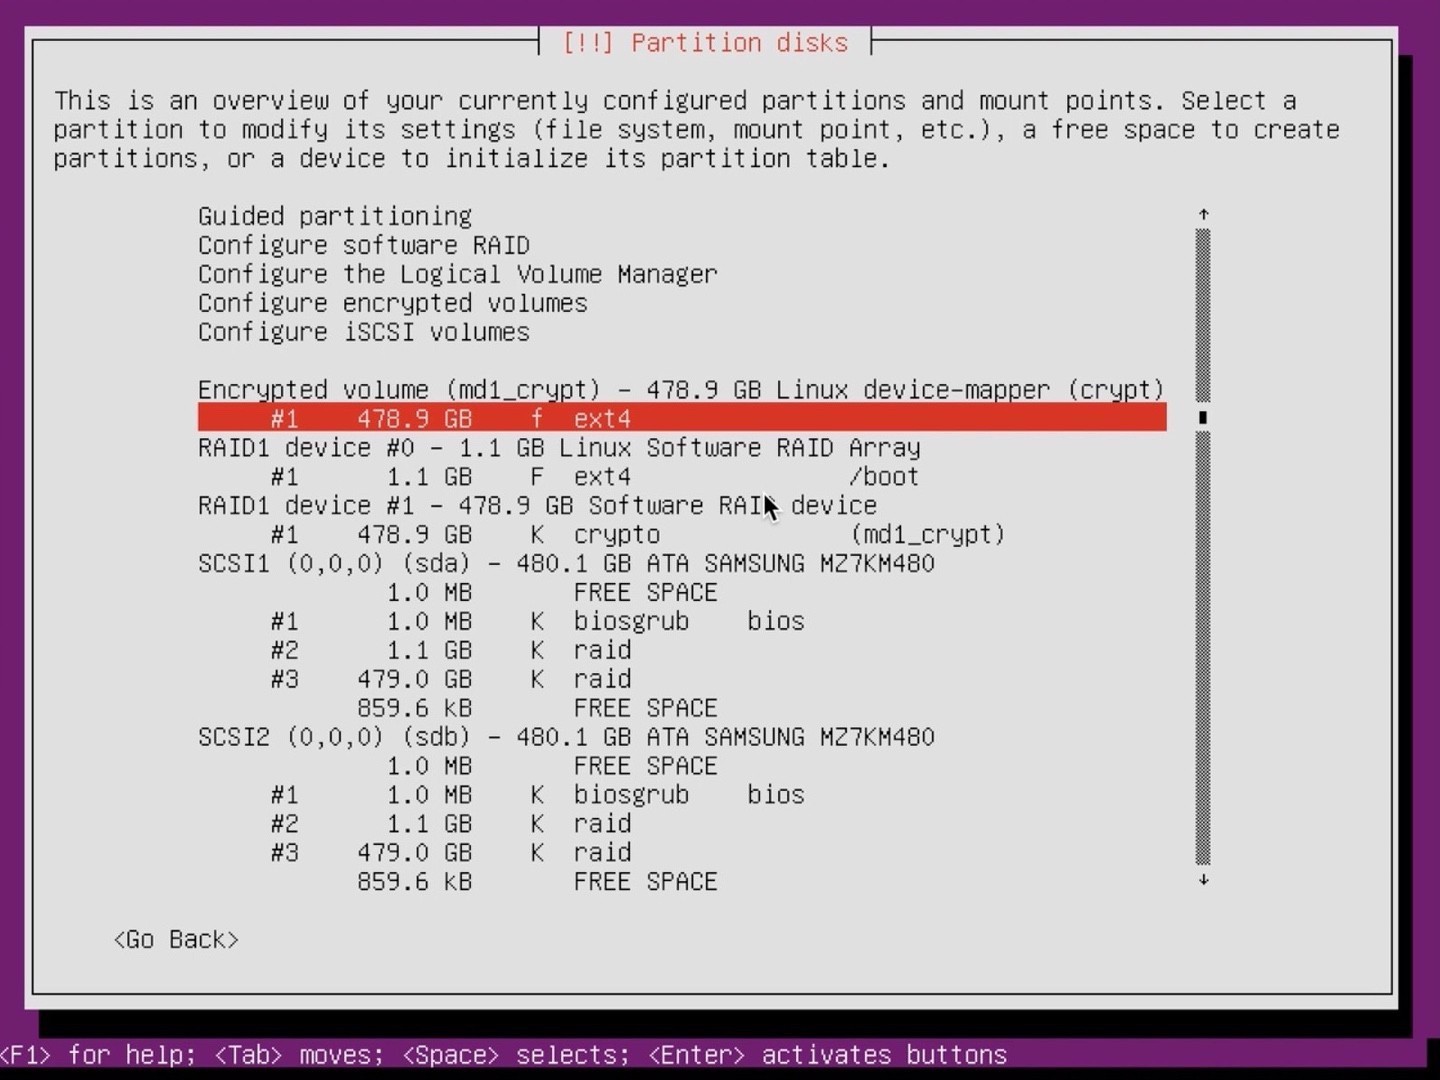 [!!] Partition disks
This is an overview of your currently configured partitions and mount points. Select a
partition to modify its settings (file system, mount point, etc.), a free space to create
partitions, or a device to initialize its partition table.
Guided partitioning
Configure software RAID
Configure the Logical Volume Manager
Configure encrypted volumes
Configure iSCSI volumes
Encrypted volume (md1_crypt) - 478.9 GB Linux device-mapper (crypt)
#1 478.9 GB f ext4
RAID1 device #0 - 1.1 GB Linux Software RAID Array
#1 1.1 GB F ext4 /boot
RAID1 device #1 - 478.9 GB Software RAID device
#1 478.9 GB K crypto (md1_crypt)
SCSI1 (0,0,0) (sda) - 480.1 GB ATA SAMSUNG MZ7KM480
1.0 MB FREE SPACE
#1 1.0 MB K biosgrub bios
#2 1.1 GB K raid
#3 479.0 GB K raid
859.6 kB FREE SPACE
SCSI2 (0,0,0) (sdb) - 480.1 GB ATA SAMSUNG MZ7KM480
1.0 MB FREE SPACE
#1 1.0 MB K biosgrub bios
#2 1.1 GB K raid
#3 479.0 GB K raid
859.6 kB FREE SPACE
<Go Back>
<F1> for help; <Tab> moves; <Space> selects; <Enter> activates buttons